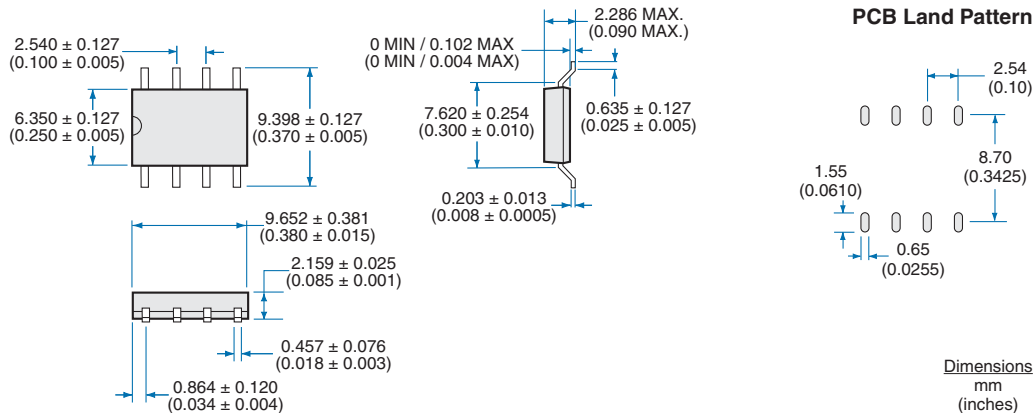 2.540 ± 0.127
(0.100 ± 0.005)
6.350 ± 0.127
(0.250 ± 0.005)
9.398 ± 0.127
(0.370 ± 0.005)
9.652 ± 0.381
(0.380 ± 0.015)
2.159 ± 0.025
(0.085 ± 0.001)
0.457 ± 0.076
(0.018 ± 0.003)
0.864 ± 0.120
(0.034 ± 0.004)
2.286 MAX.
(0.090 MAX.)
0 MIN / 0.102 MAX
(0 MIN / 0.004 MAX)
7.620 ± 0.254
(0.300 ± 0.010)
0.635 ± 0.127
(0.025 ± 0.005)
0.203 ± 0.013
(0.008 ± 0.0005)
PCB Land Pattern
2.54
(0.10)
8.70
(0.3425)
1.55
(0.0610)
0.65
(0.0255)
Dimensions
mm
(inches)